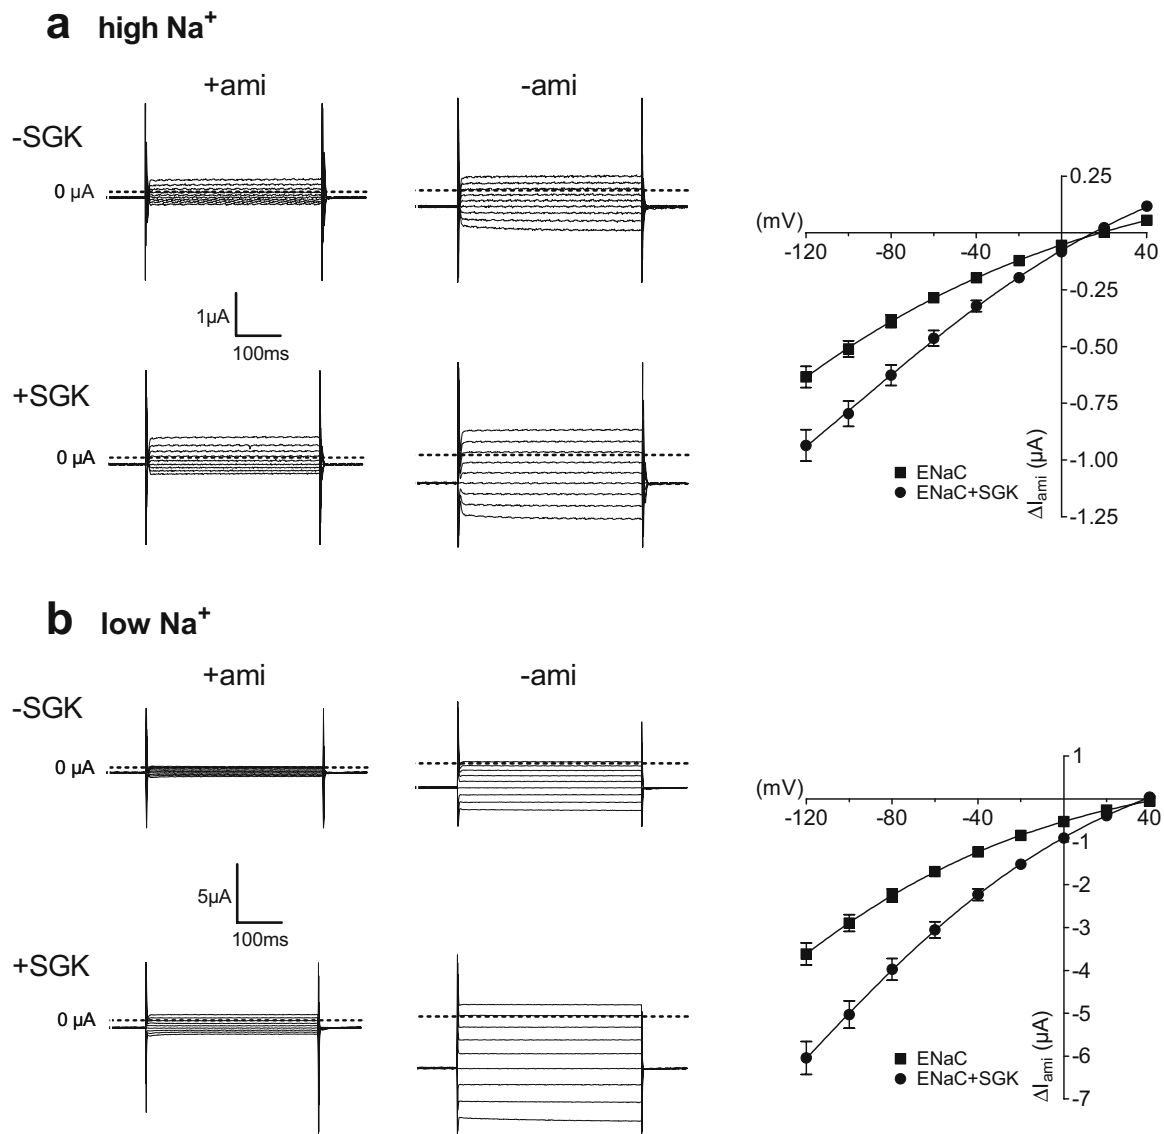 a high Na⁺
+ami -ami
-SGK
0 µA
1µA
100ms
+SGK
0 µA
(mV)
-120 -80 -40 40
0.25
-0.25
-0.50
-0.75
-1.00
-1.25
ΔIami (µA)
ENaC
ENaC+SGK
b low Na⁺
+ami -ami
-SGK
0 µA
5µA
100ms
+SGK
0 µA
(mV)
-120 -80 -40 40
1
-1
-2
-3
-4
-5
-6
-7
ΔIami (µA)
ENaC
ENaC+SGK